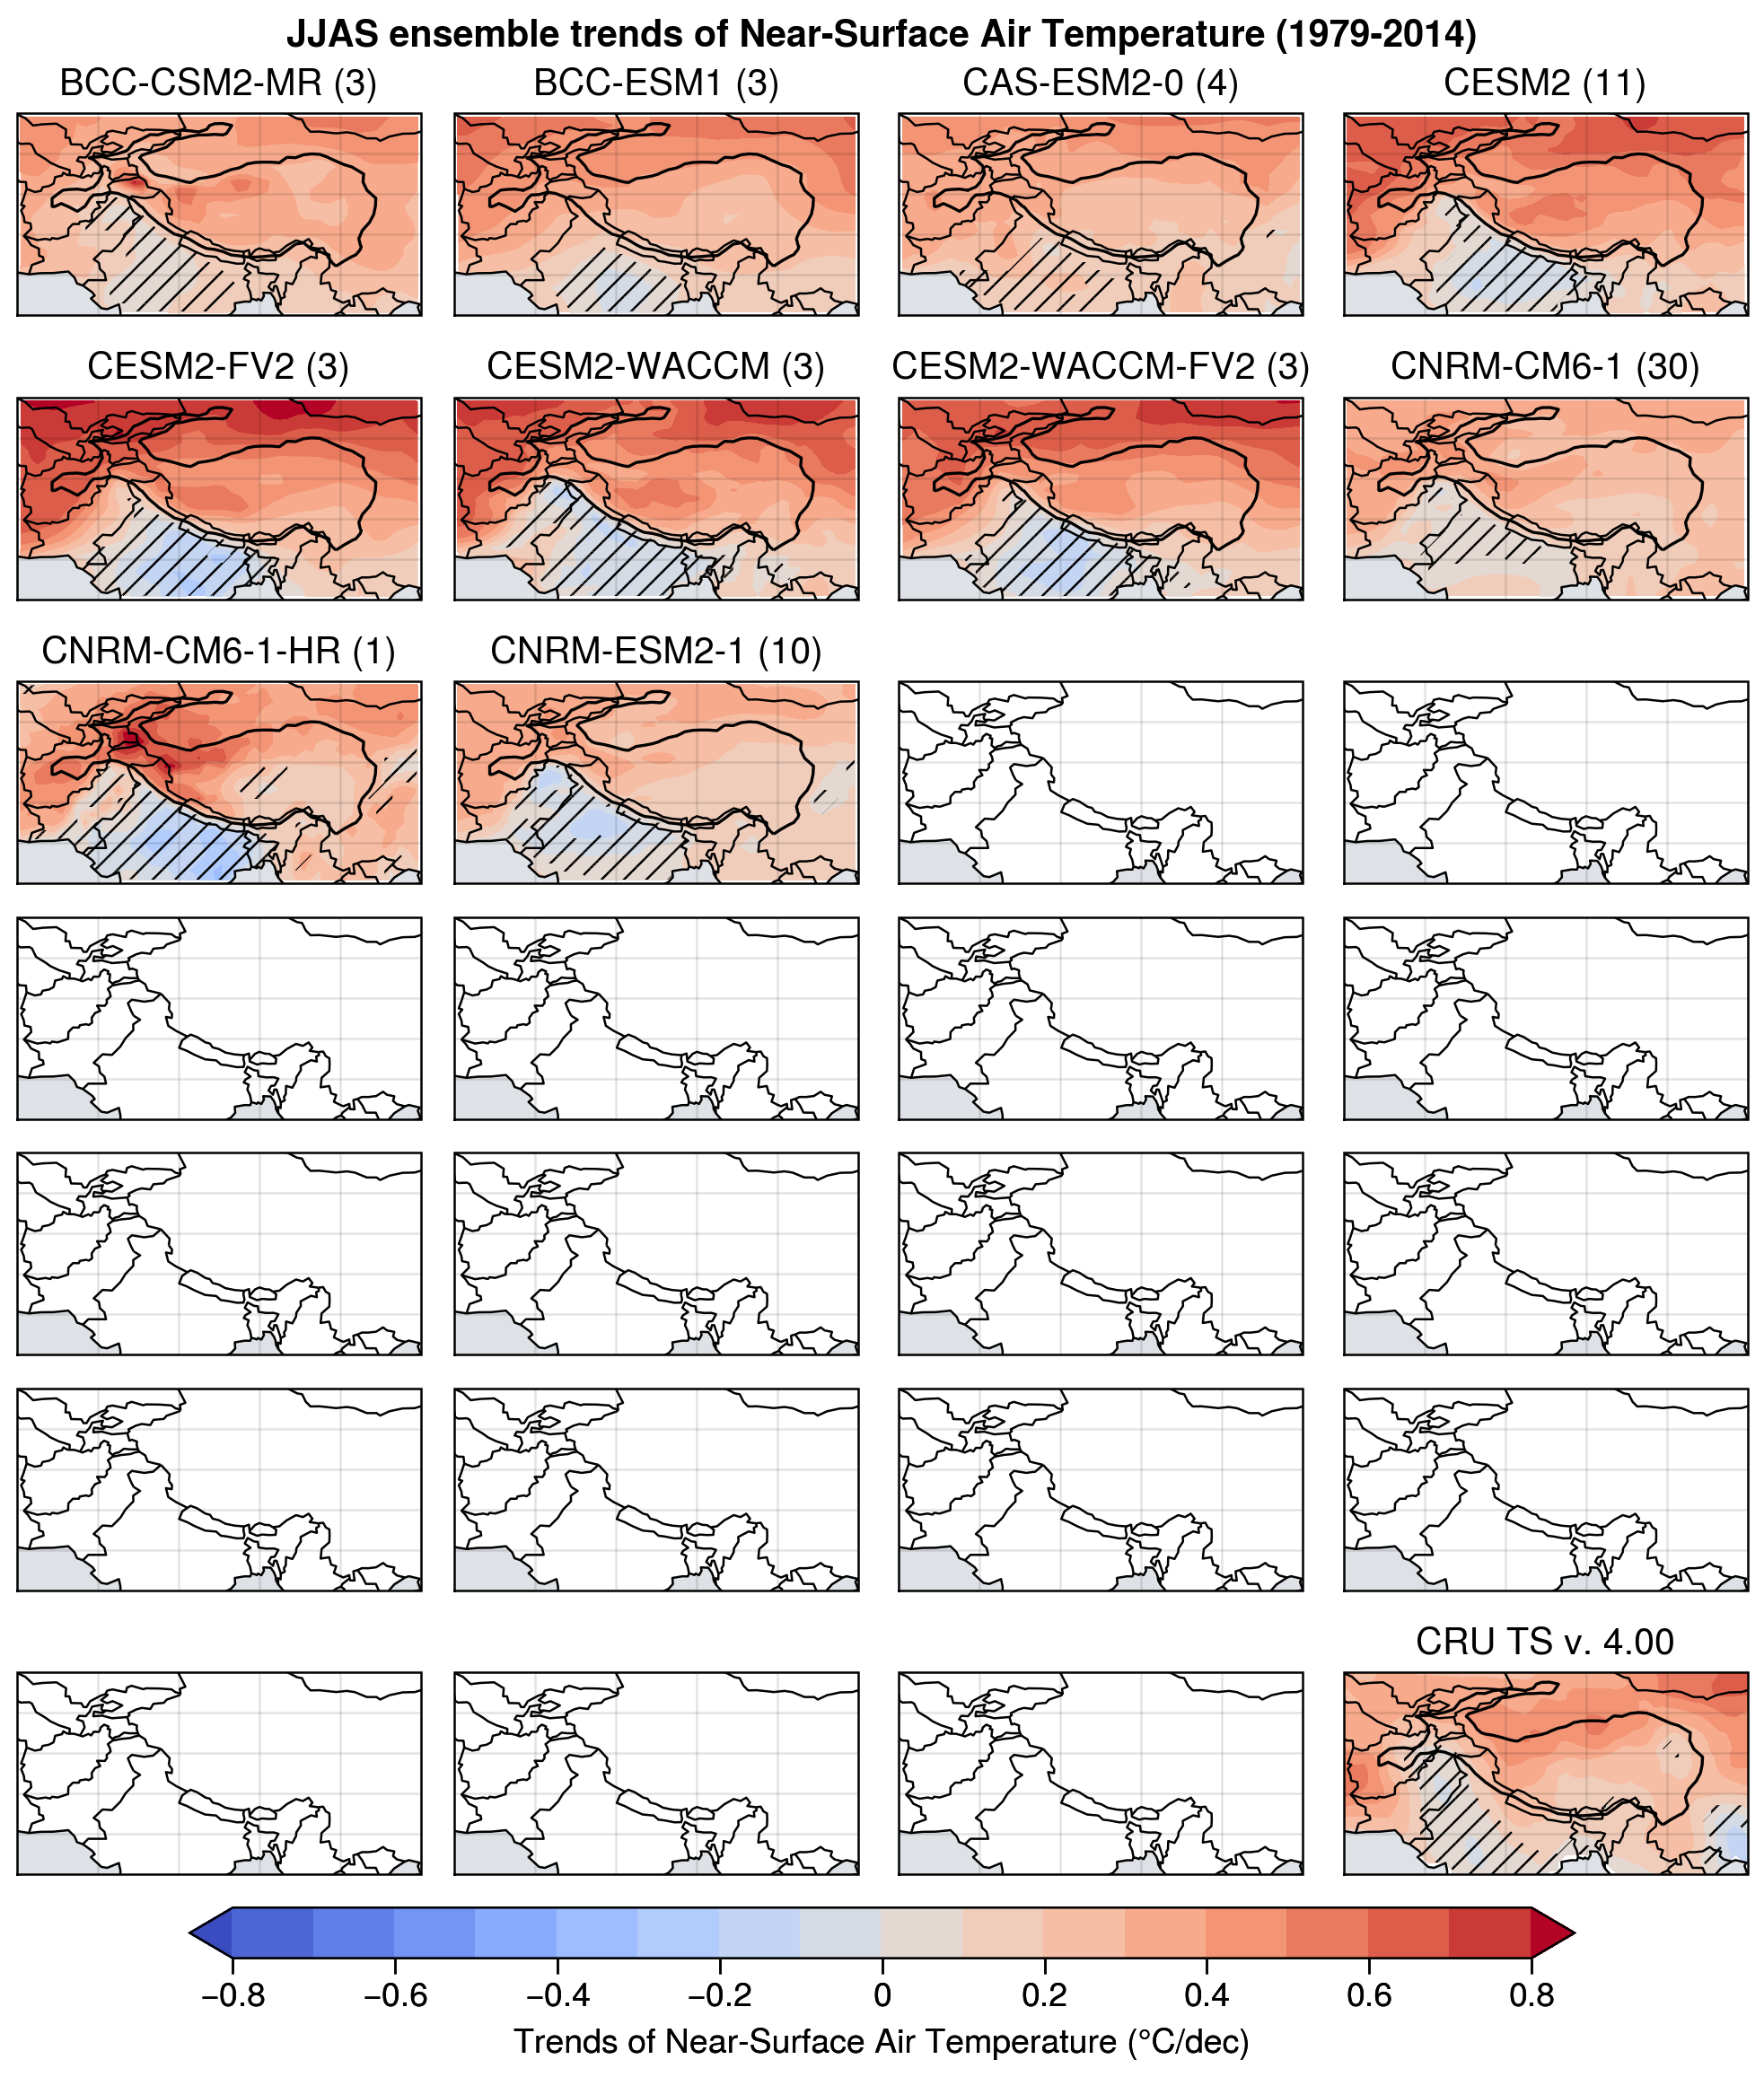 JJAS ensemble trends of Near-Surface Air Temperature (1979-2014)
BCC-CSM2-MR (3)
BCC-ESM1 (3)
CAS-ESM2-0 (4)
CESM2 (11)
CESM2-FV2 (3)
CESM2-WACCM (3)
CESM2-WACCM-FV2 (3)
CNRM-CM6-1 (30)
CNRM-CM6-1-HR (1)
CNRM-ESM2-1 (10)
CRU TS v. 4.00
−0.8 −0.6 −0.4 −0.2 0 0.2 0.4 0.6 0.8
Trends of Near-Surface Air Temperature (°C/dec)